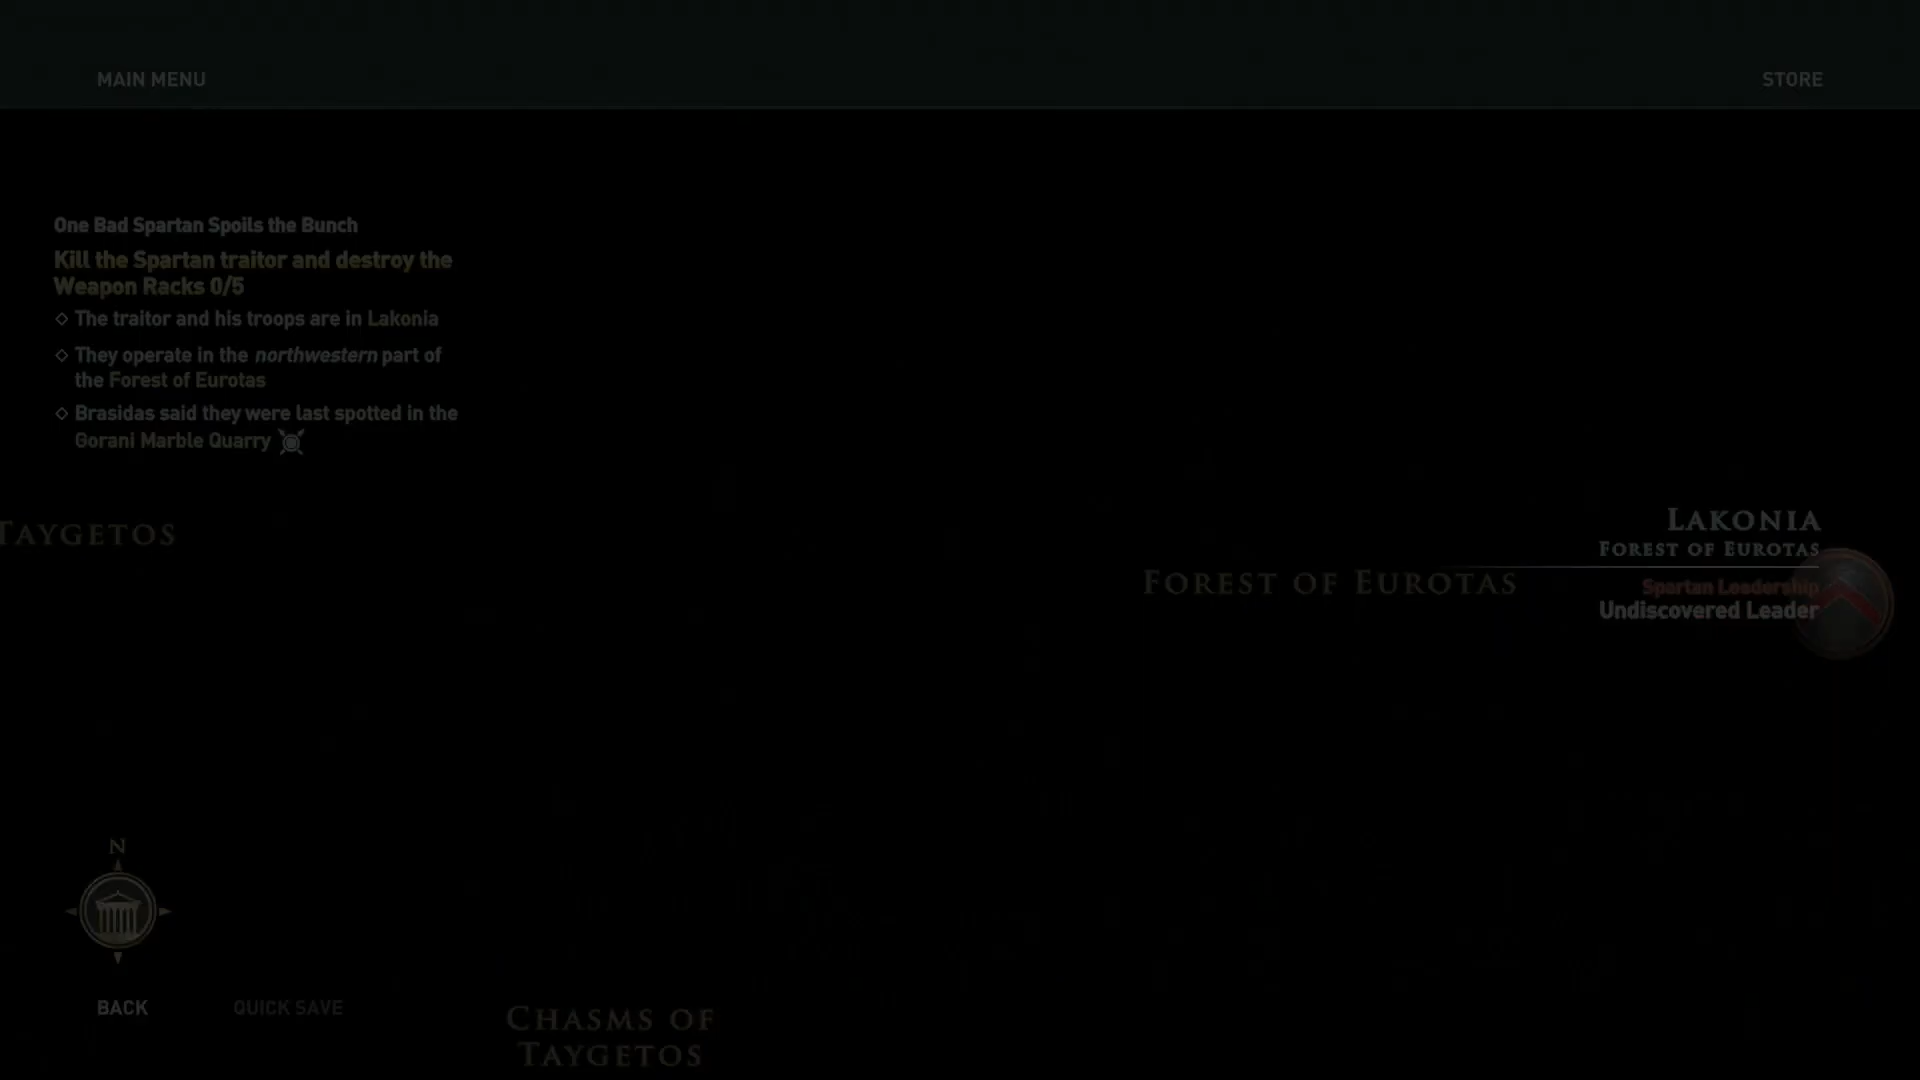 MAIN MENU
STORE
One Bad Spartan Spoils the Bunch
Kill the Spartan traitor and destroy the
Weapon Racks 0/5
The traitor and his troops are in Lakonia
They operate in the northwestern part of
the Forest of Eurotas
Brasidas said they were last spotted in the
Gorani Marble Quarry
TAYGETOS
LAKONIA
FOREST OF EUROTAS
FOREST OF EUROTAS
Spartan Leadership
Undiscovered Leader
N
BACK
QUICK SAVE
CHASMS OF
TAYGETOS